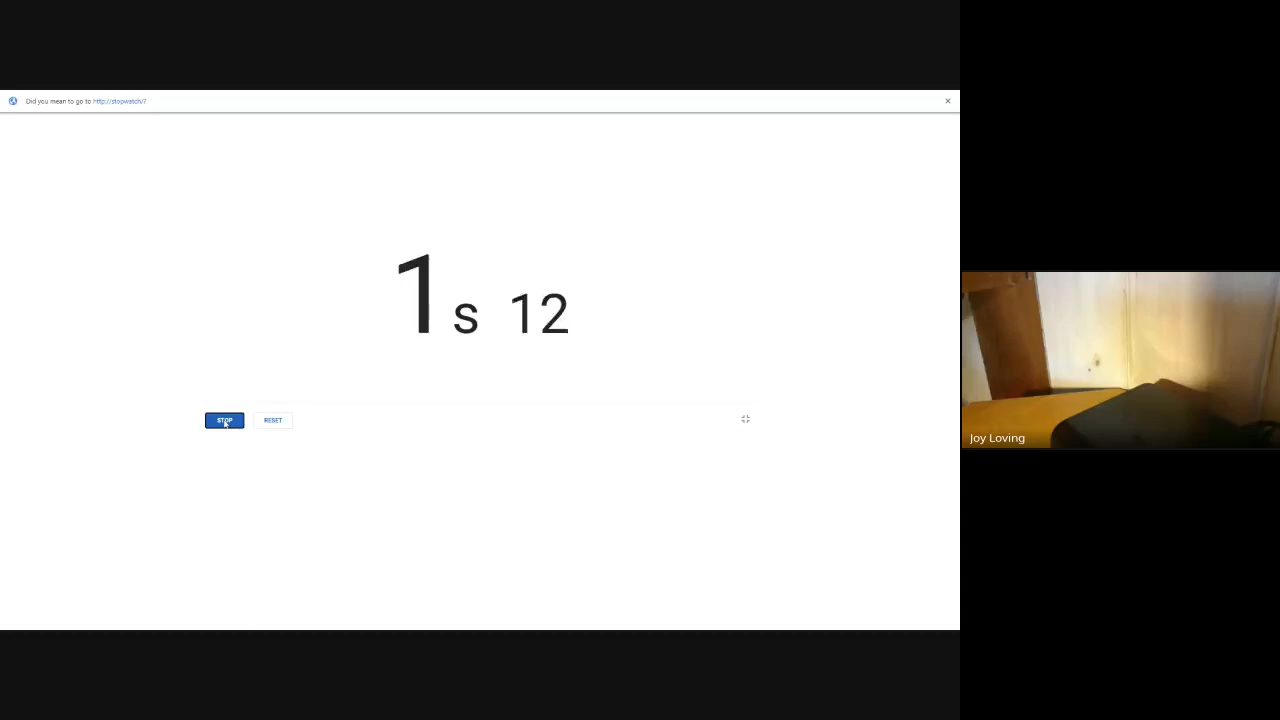 Did you mean to go to http://stopwatch/?
1s 12
STOP
RESET
Joy Loving